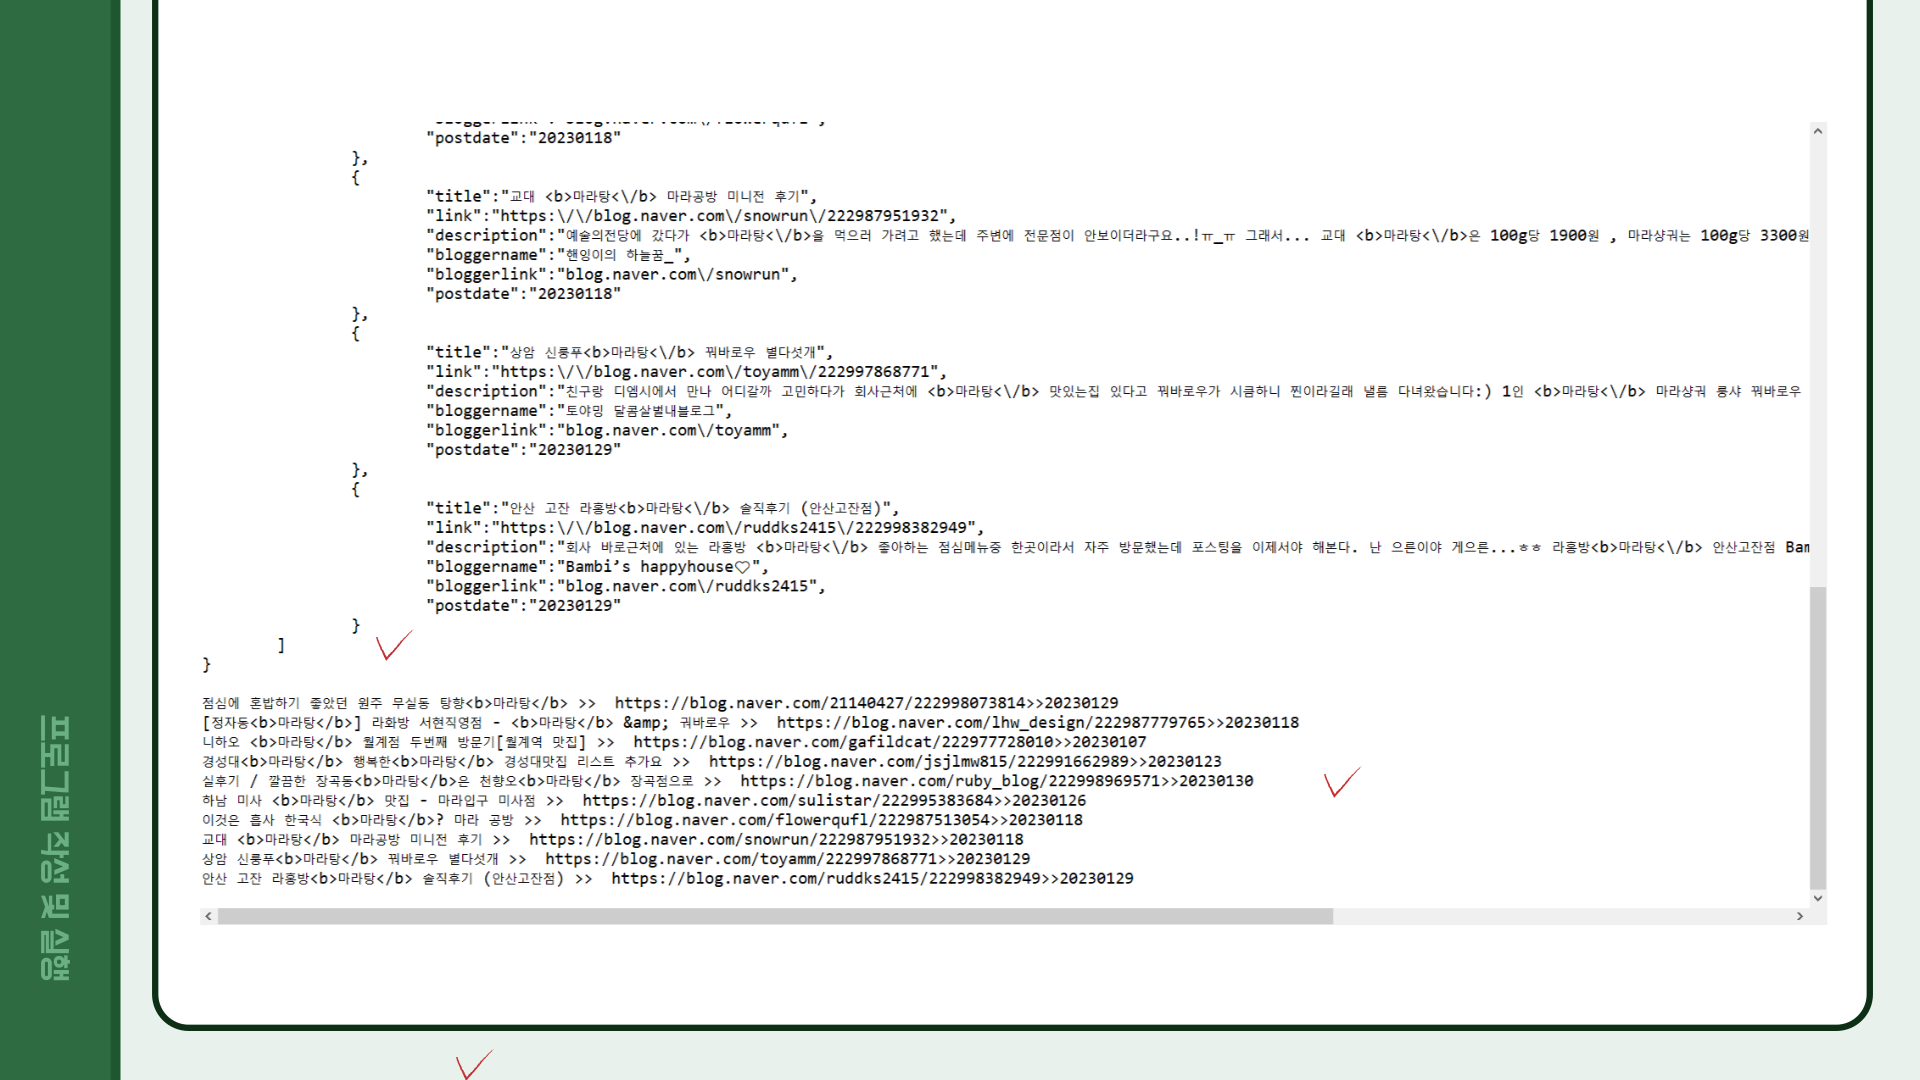 "postdate":"20230118"
},
{
"title":"교대 <b>마라탕<\/b> 마라공방 미니전 후기",
"link":"https:\/\/blog.naver.com\/snowrun\/222987951932",
"description":"예술의전당에 갔다가 <b>마라탕<\/b>을 먹으러 가려고 했는데 주변에 전문점이 안보이더라구요..!ㅠ_ㅠ 그래서... 교대 <b>마라탕<\/b>은 100g당 1900원 , 마라샹궈는 100g당 3300원
"bloggername":"핸잉이의 하늘꿈_",
"bloggerlink":"blog.naver.com\/snowrun",
"postdate":"20230118"
},
{
"title":"상암 신룽푸<b>마라탕<\/b> 꿔바로우 별다섯개",
"link":"https:\/\/blog.naver.com\/toyamm\/222997868771",
"description":"친구랑 디엠시에서 만나 어디갈까 고민하다가 회사근처에 <b>마라탕<\/b> 맛있는집 있다고 꿔바로우가 시큼하니 찐이라길래 낼름 다녀왔습니다:) 1인 <b>마라탕<\/b> 마라샹궈 룽샤 꿔바로우
"bloggername":"토야밍 달콤살벌내블로그",
"bloggerlink":"blog.naver.com\/toyamm",
"postdate":"20230129"
},
{
"title":"안산 고잔 라홍방<b>마라탕<\/b> 솔직후기 (안산고잔점)",
"link":"https:\/\/blog.naver.com\/ruddks2415\/222998382949",
"description":"회사 바로근처에 있는 라홍방 <b>마라탕<\/b> 좋아하는 점심메뉴중 한곳이라서 자주 방문했는데 포스팅을 이제서야 해본다. 난 으른이야 게으른...ㅎㅎ 라홍방<b>마라탕<\/b> 안산고잔점 Bam
"bloggername":"Bambi’s happyhouse♡",
"bloggerlink":"blog.naver.com\/ruddks2415",
"postdate":"20230129"
}
]
}
점심에 혼밥하기 좋았던 원주 무실동 탕향<b>마라탕</b> >>  https://blog.naver.com/21140427/222998073814>>20230129
[정자동<b>마라탕</b>] 라화방 서현직영점 - <b>마라탕</b> &amp; 궈바로우 >>  https://blog.naver.com/lhw_design/222987779765>>20230118
니하오 <b>마라탕</b> 월계점 두번째 방문기[월계역 맛집] >>  https://blog.naver.com/gafildcat/222977728010>>20230107
경성대<b>마라탕</b> 행복한<b>마라탕</b> 경성대맛집 리스트 추가요 >>  https://blog.naver.com/jsjlmw815/222991662989>>20230123
실후기 / 깔끔한 장곡동<b>마라탕</b>은 천향오<b>마라탕</b> 장곡점으로 >>  https://blog.naver.com/ruby_blog/222998969571>>20230130
하남 미사 <b>마라탕</b> 맛집 - 마라입구 미사점 >>  https://blog.naver.com/sulistar/222995383684>>20230126
이것은 흡사 한국식 <b>마라탕</b>? 마라 공방 >>  https://blog.naver.com/flowerqufl/222987513054>>20230118
교대 <b>마라탕</b> 마라공방 미니전 후기 >>  https://blog.naver.com/snowrun/222987951932>>20230118
상암 신룽푸<b>마라탕</b> 꿔바로우 별다섯개 >>  https://blog.naver.com/toyamm/222997868771>>20230129
안산 고잔 라홍방<b>마라탕</b> 솔직후기 (안산고잔점) >>  https://blog.naver.com/ruddks2415/222998382949>>20230129
프로그램 작성 및 실행